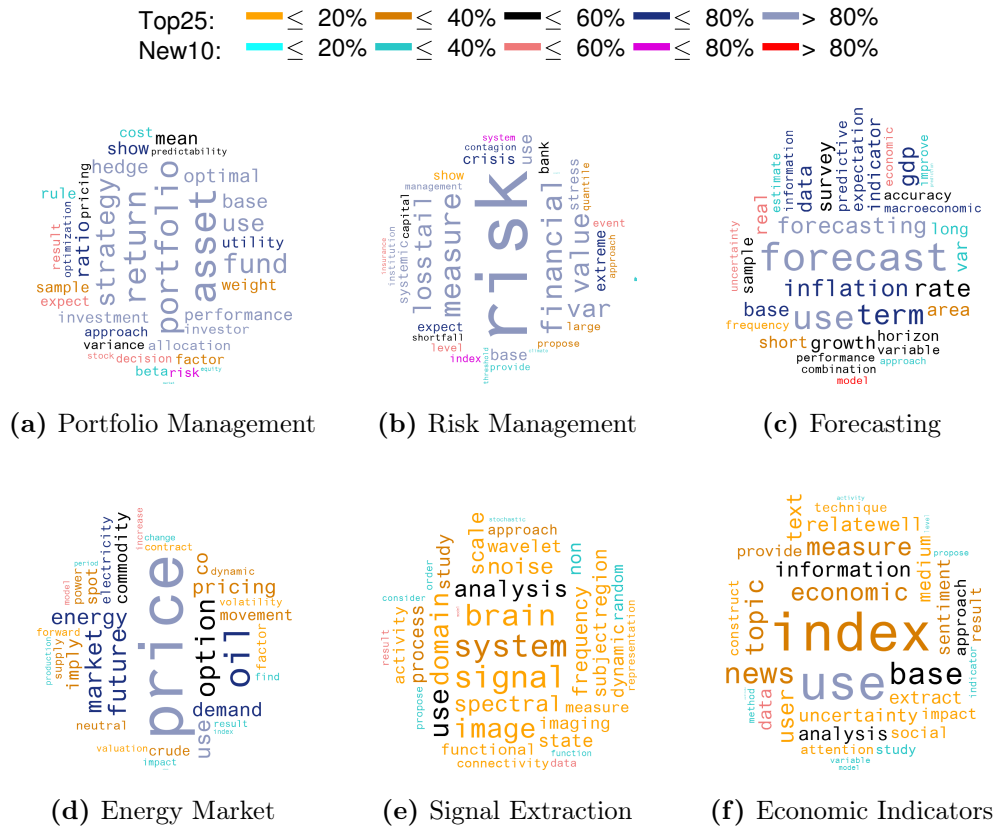 Top25: ≤ 20% ≤ 40% ≤ 60% ≤ 80% > 80%
New10: ≤ 20% ≤ 40% ≤ 60% ≤ 80% > 80%
cost
mean
show
predictability
hedge
optimal
rule
pricing
ratio
strategy
return
portfolio
asset
base
use
utility
fund
weight
result
optimization
sample
expect
investment
performance
investor
approach
variance
allocation
stock
decision
factor
beta
risk
equity
(a) Portfolio Management
system
contagion
crisis
use
bank
show
management
stress
quantile
capital
systemic
institution
insurance
loss
tail
measure
risk
financial
value
extreme
event
approach
var
large
expect
shortfall
level
propose
index
base
provide
threshold
climate
(b) Risk Management
estimate
information
data
survey
predictive
expectation
indicator
economic
gdp
improve
accuracy
macroeconomic
real
forecasting
long
var
uncertainty
sample
forecast
inflation
rate
base
use
term
area
frequency
short
growth
horizon
variable
performance
approach
combination
model
(c) Forecasting
increase
change
contract
electricity
commodity
period
spot
power
model
co
dynamic
pricing
volatility
movement
energy
forward
production
supply
imply
market
future
price
option
oil
factor
find
demand
neutral
use
result
index
valuation
crude
impact
(d) Energy Market
stochastic
approach
study
scale
wavelet
noise
non
order
consider
analysis
random
domain
process
activity
result
brain
system
signal
frequency
subject
region
dynamic
representation
propose
use
spectral
measure
image
imaging
state
functional
function
connectivity
data
(e) Signal Extraction
activity
technique
text
relate
well
level
provide
measure
medium
propose
information
construct
topic
economic
sentiment
approach
result
index
news
use
base
indicator
method
data
user
extract
uncertainty
impact
analysis
social
attention
study
variable
model
(f) Economic Indicators